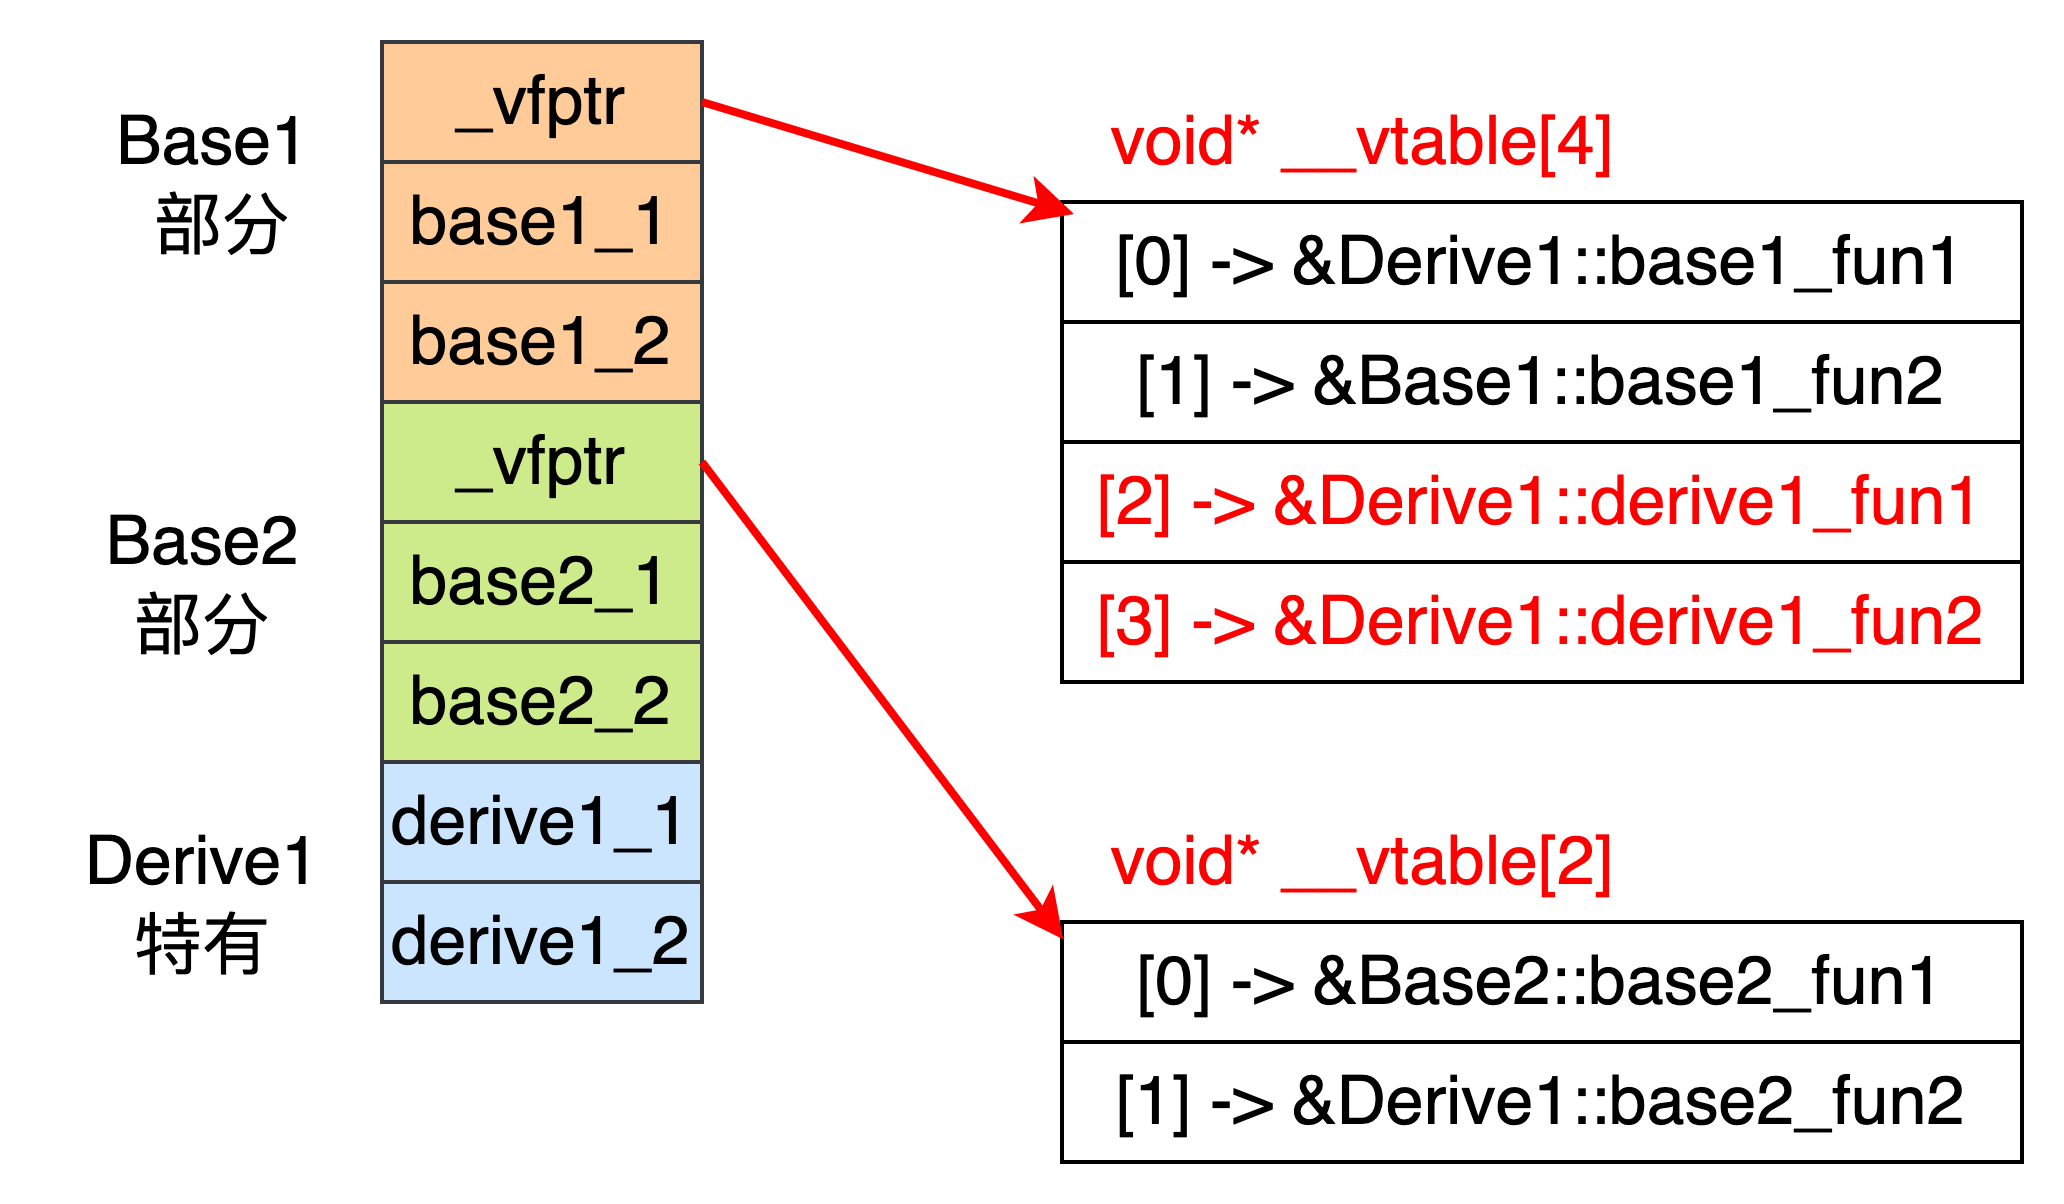 Base1
部分
_vfptr
base1_1
base1_2
Base2
部分
_vfptr
base2_1
base2_2
Derive1
特有
derive1_1
derive1_2
void* __vtable[4]
[0] -> &Derive1::base1_fun1
[1] -> &Base1::base1_fun2
[2] -> &Derive1::derive1_fun1
[3] -> &Derive1::derive1_fun2
void* __vtable[2]
[0] -> &Base2::base2_fun1
[1] -> &Derive1::base2_fun2